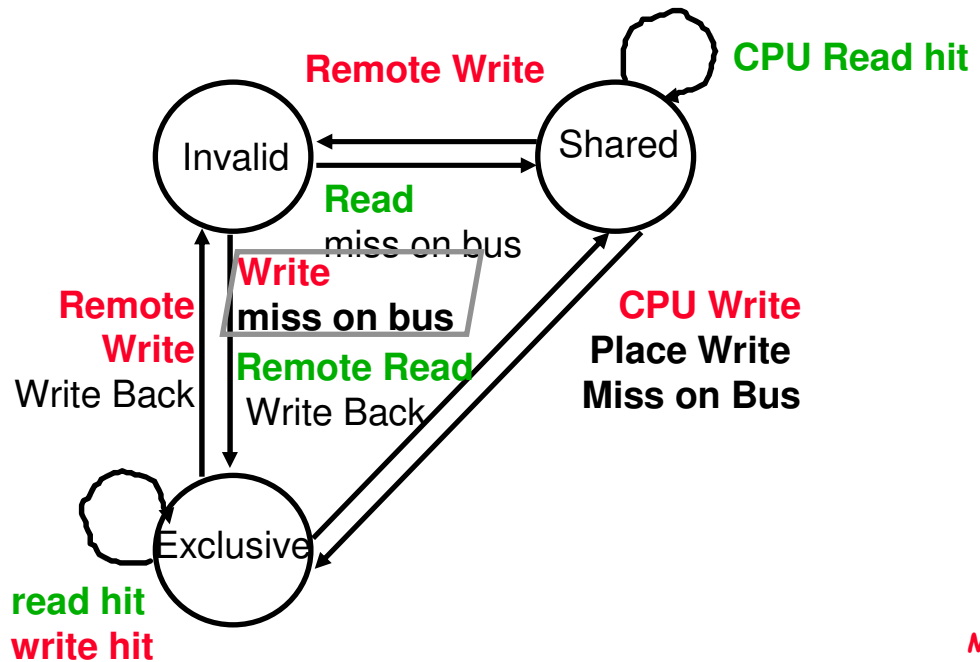 Remote Write
CPU Read hit
Invalid
Shared
Read
miss on bus
Write
miss on bus
Remote
Write
Write Back
CPU Write
Place Write
Miss on Bus
Remote Read
Write Back
Exclusive
read hit
write hit